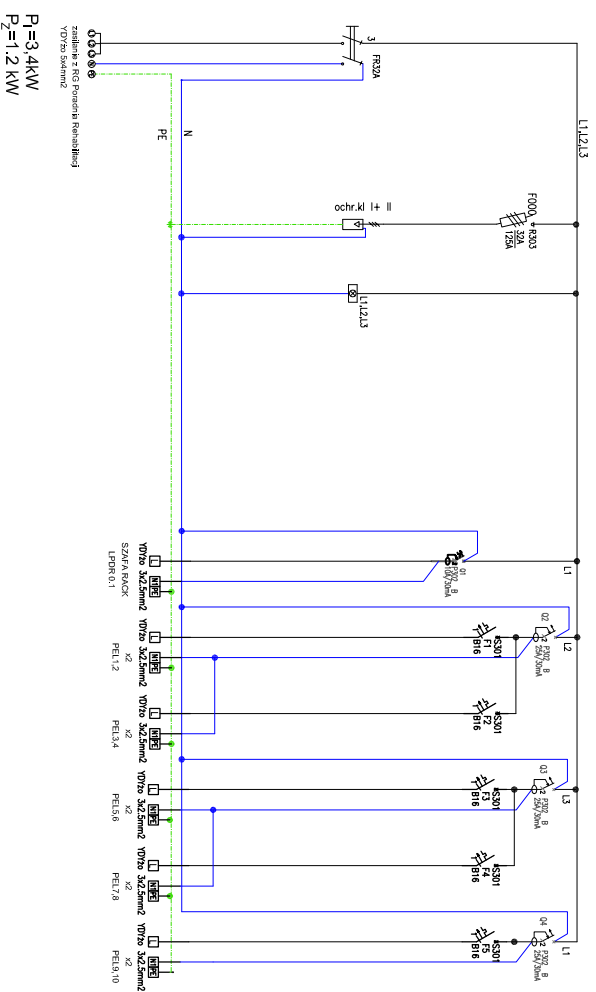 L1,L2,L3
3
FR32A
F000
R303
32A
125A
ochr.kl I+ II
L1,L2,L3
N
PE
L1
Q1
P302 B
10A/30mA
L2
Q2
P302 B
25A/30mA
L3
Q3
P302 B
25A/30mA
L1
Q4
P302 B
25A/30mA
S301
F1
B16
S301
F2
B16
S301
F3
B16
S301
F4
B16
S301
F5
B16
YDYżo 3x2.5mm2
SZAFA RACK
LPDR 0.1
YDYżo 3x2.5mm2
x2
PEL1,2
YDYżo 3x2.5mm2
x2
PEL3,4
YDYżo 3x2.5mm2
x2
PEL5,6
YDYżo 3x2.5mm2
x2
PEL7,8
YDYżo 3x2.5mm2
x2
PEL9,10
zasilanie z RG Poradnia Rehabilitacji
YDYżo 5x4mm2
Pi=3,4kW
Pz=1.2 kW